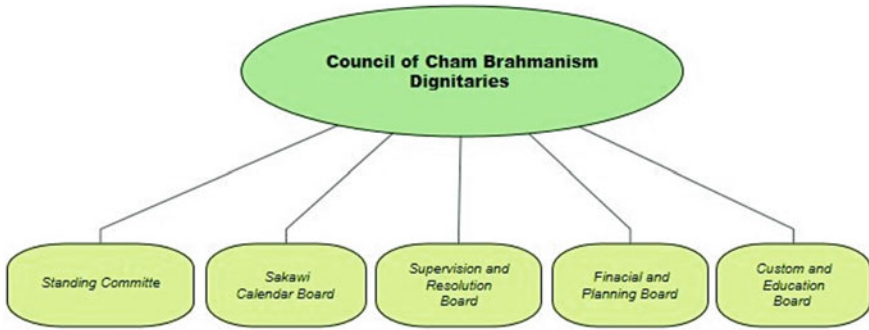 Council of Cham Brahmanism
Dignitaries
Standing Committe
Sakawi
Calendar Board
Supervision and
Resolution
Board
Finacial and
Planning Board
Custom and
Education
Board